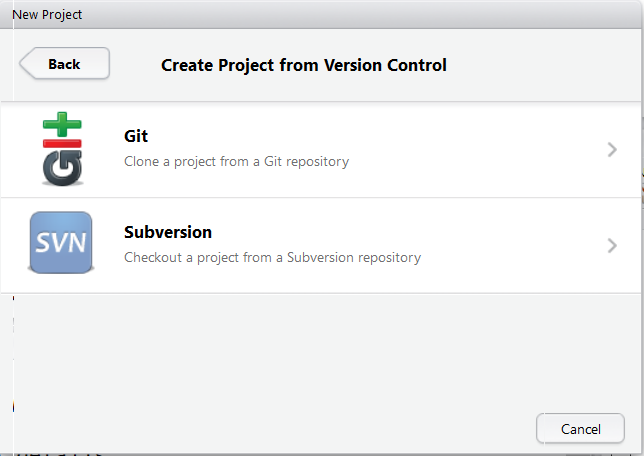 New Project
Back
Create Project from Version Control
Git
Clone a project from a Git repository
SVN
Subversion
Checkout a project from a Subversion repository
Cancel